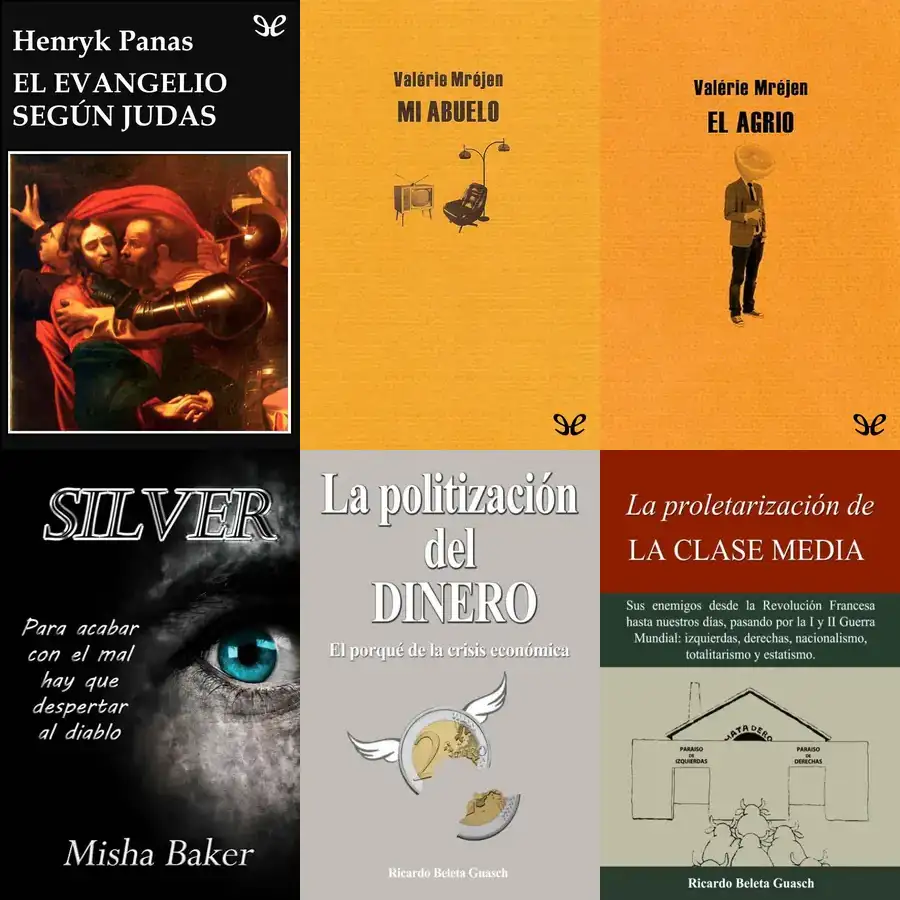 Henryk Panas
EL EVANGELIO
SEGÚN JUDAS
Valérie Mréjen
MI ABUELO
Valérie Mréjen
EL AGRIO
SILVER
Para acabar
con el mal
hay que
despertar
al diablo
Misha Baker
La politización
del
DINERO
El porqué de la crisis económica
2
Ricardo Beleta Guasch
La proletarización de
LA CLASE MEDIA
Sus enemigos desde la Revolución Francesa
hasta nuestros días, pasando por la I y II Guerra
Mundial: izquierdas, derechas, nacionalismo,
totalitarismo y estatismo.
MATADERO
PARAISO
DE
IZQUIERDAS
PARAISO
DE
DERECHAS
Ricardo Beleta Guasch